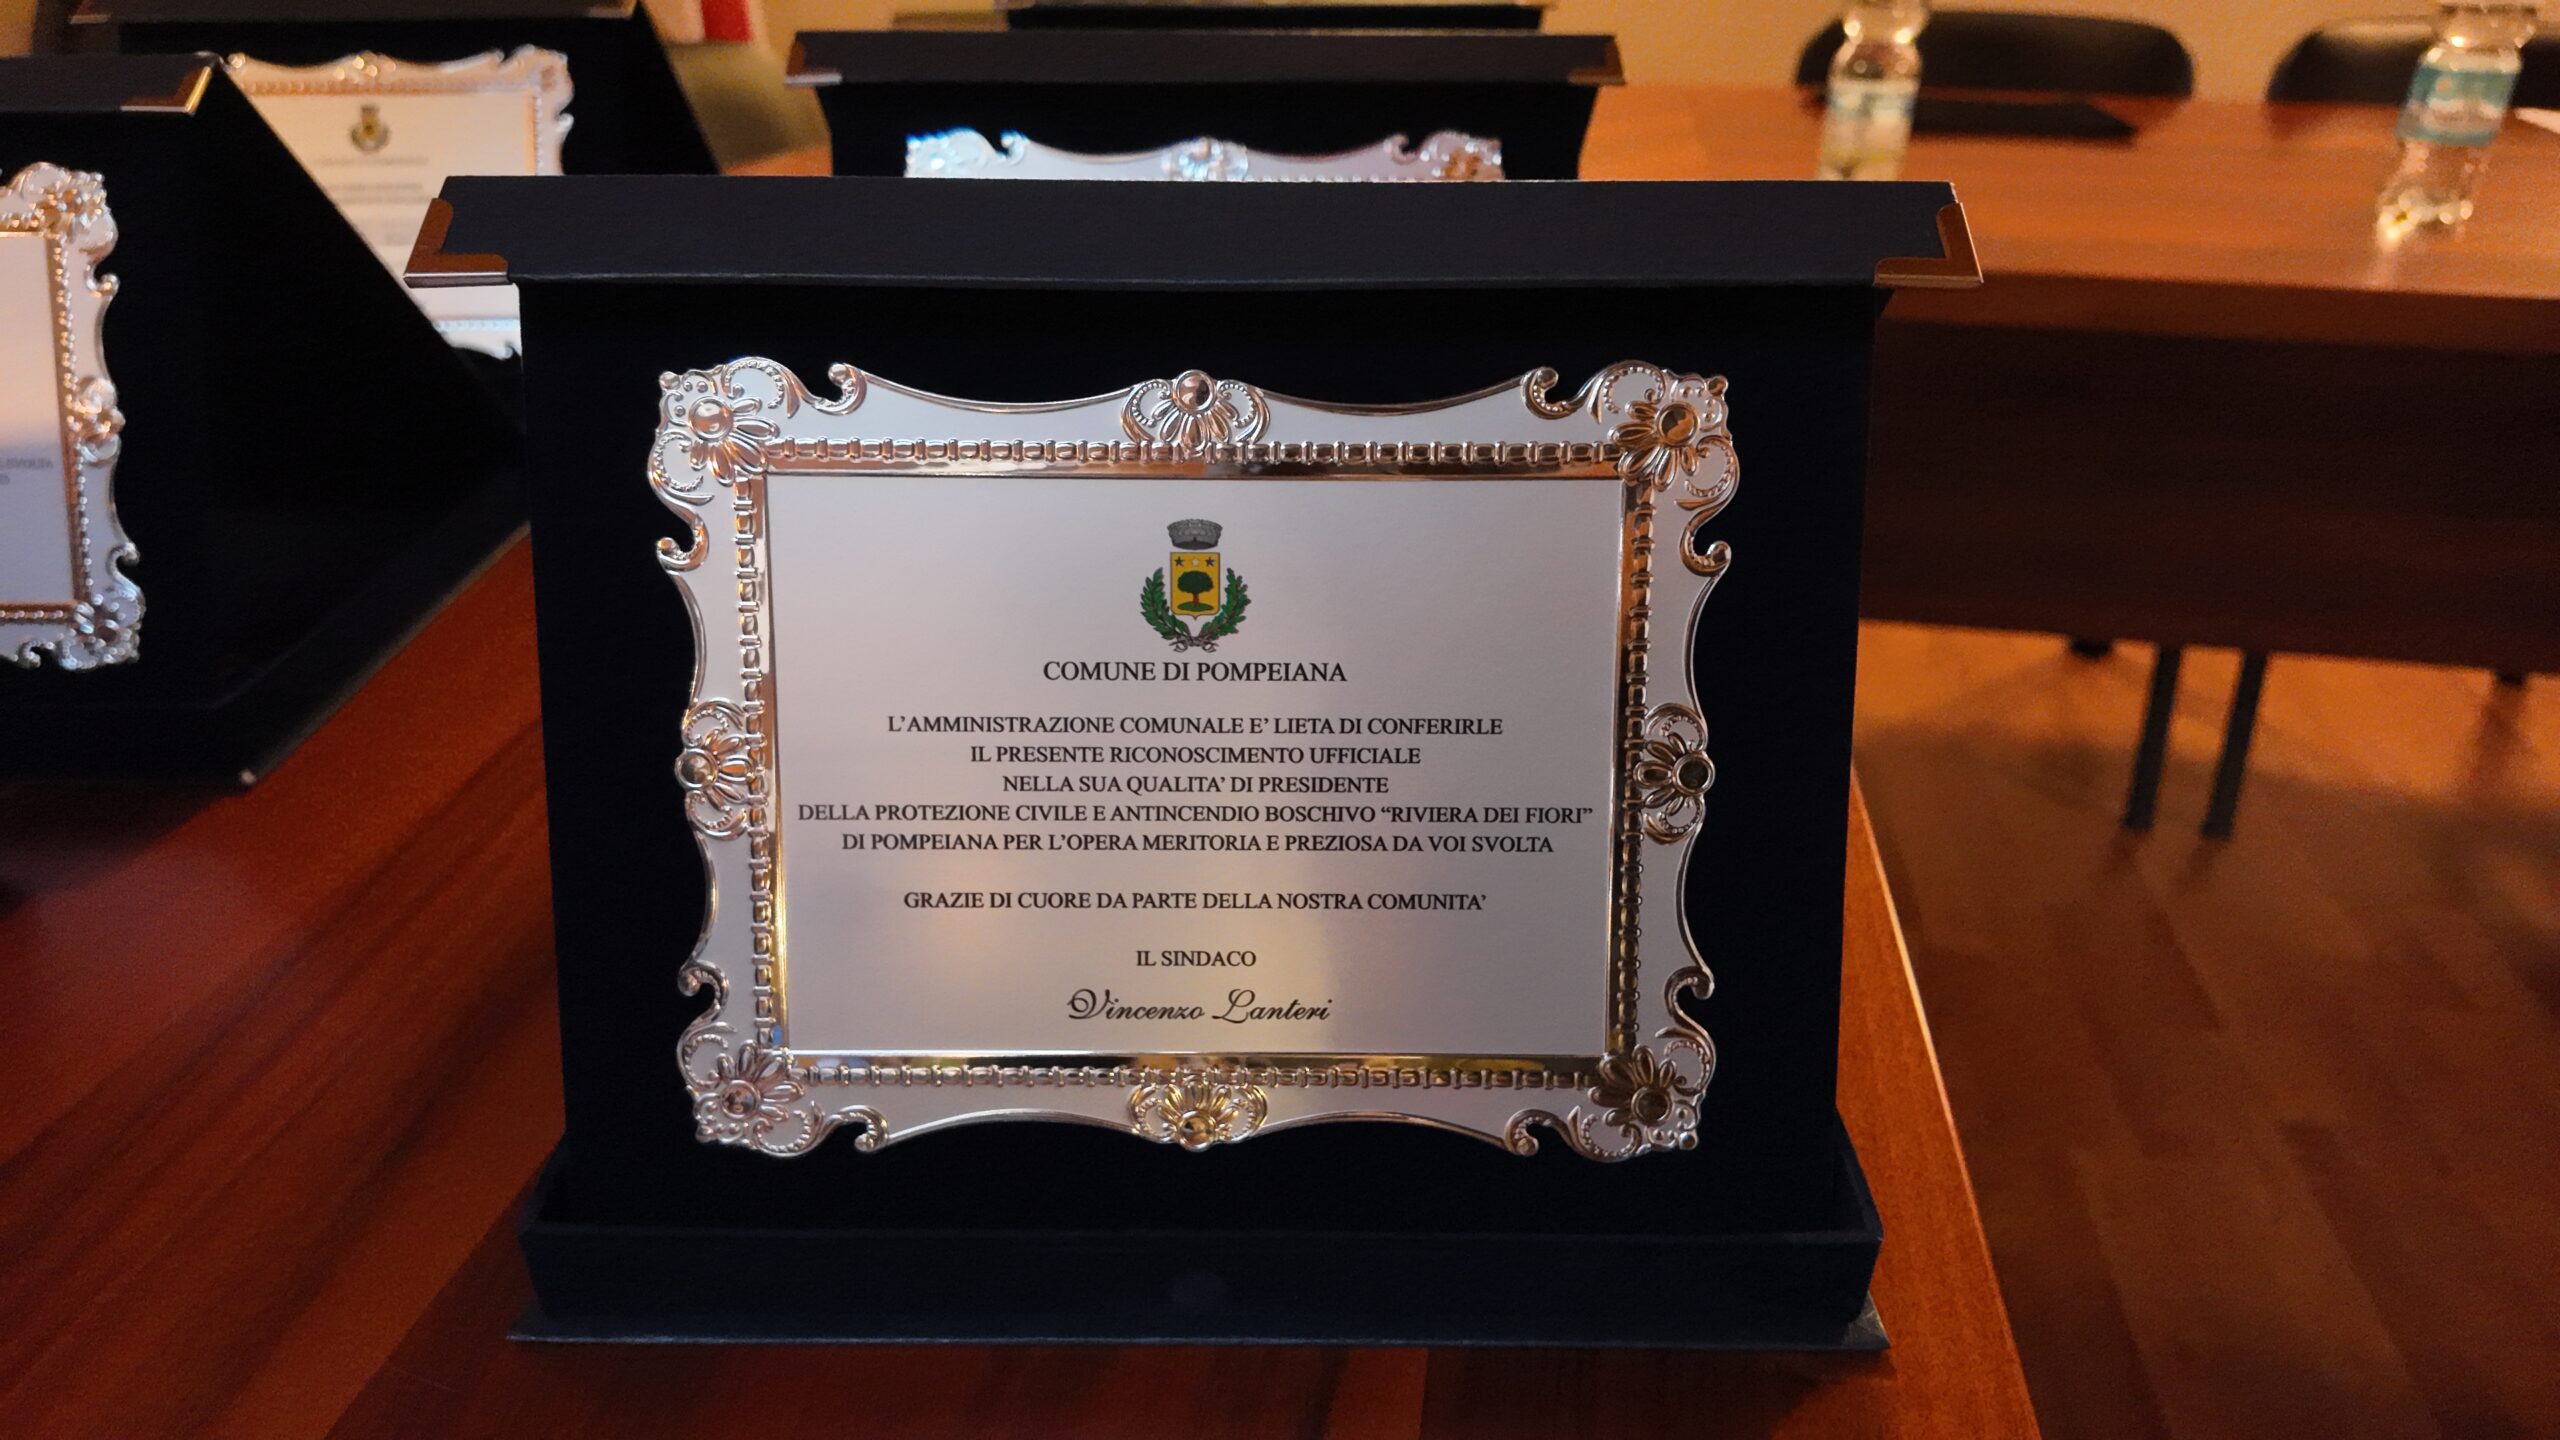 COMUNE DI POMPEIANA
L'AMMINISTRAZIONE COMUNALE E' LIETA DI CONFERIRLE
IL PRESENTE RICONOSCIMENTO UFFICIALE
NELLA SUA QUALITA' DI PRESIDENTE
DELLA PROTEZIONE CIVILE E ANTINCENDIO BOSCHIVO “RIVIERA DEI FIORI”
DI POMPEIANA PER L'OPERA MERITORIA E PREZIOSA DA VOI SVOLTA
GRAZIE DI CUORE DA PARTE DELLA NOSTRA COMUNITA'
IL SINDACO
Vincenzo Lanteri